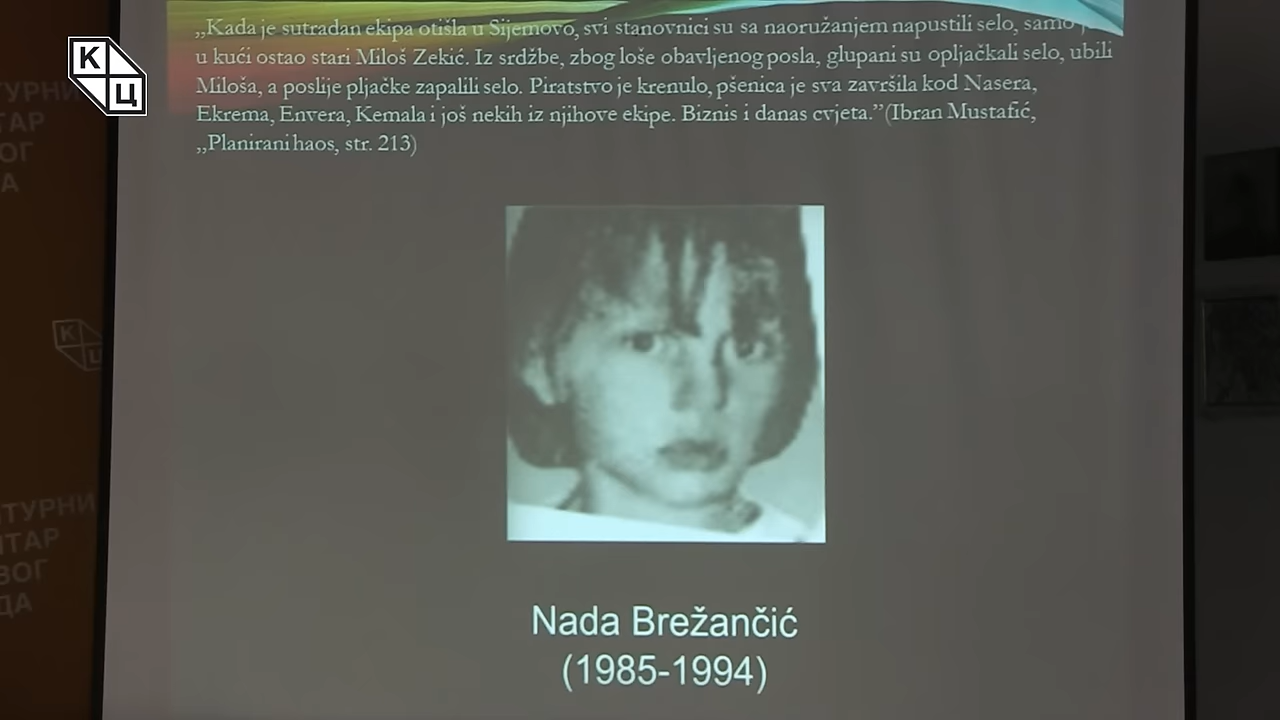 „Kada je sutradan ekipa otišla u Sijemovo, svi stanovnici su sa naoružanjem napustili selo, samo je
u kući ostao stari Miloš Zekić. Iz srdžbe, zbog loše obavljenog posla, glupani su opljačkali selo, ubili
Miloša, a poslije pljačke zapalili selo. Piratstvo je krenulo, pšenica je sva završila kod Nasera,
Ekrema, Envera, Kemala i još nekih iz njihove ekipe. Biznis i danas cvjeta.”(Ibran Mustafić,
„Planirani haos, str. 213)
КЦ
КЦ
Nada Brežančić
(1985-1994)